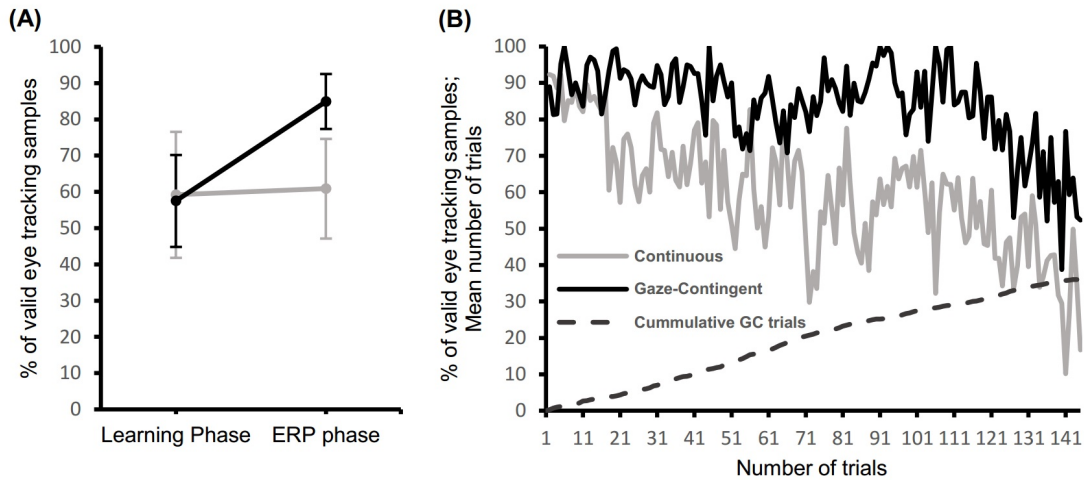 (A)
% of valid eye tracking samples
100
90
80
70
60
50
40
30
20
10
0
Learning Phase ERP phase
(B)
% of valid eye tracking samples;
Mean number of trials
100
90
80
70
60
50
40
30
20
10
0
Continuous
Gaze-Contingent
Cummulative GC trials
1 11 21 31 41 51 61 71 81 91 101 111 121 131 141
Number of trials